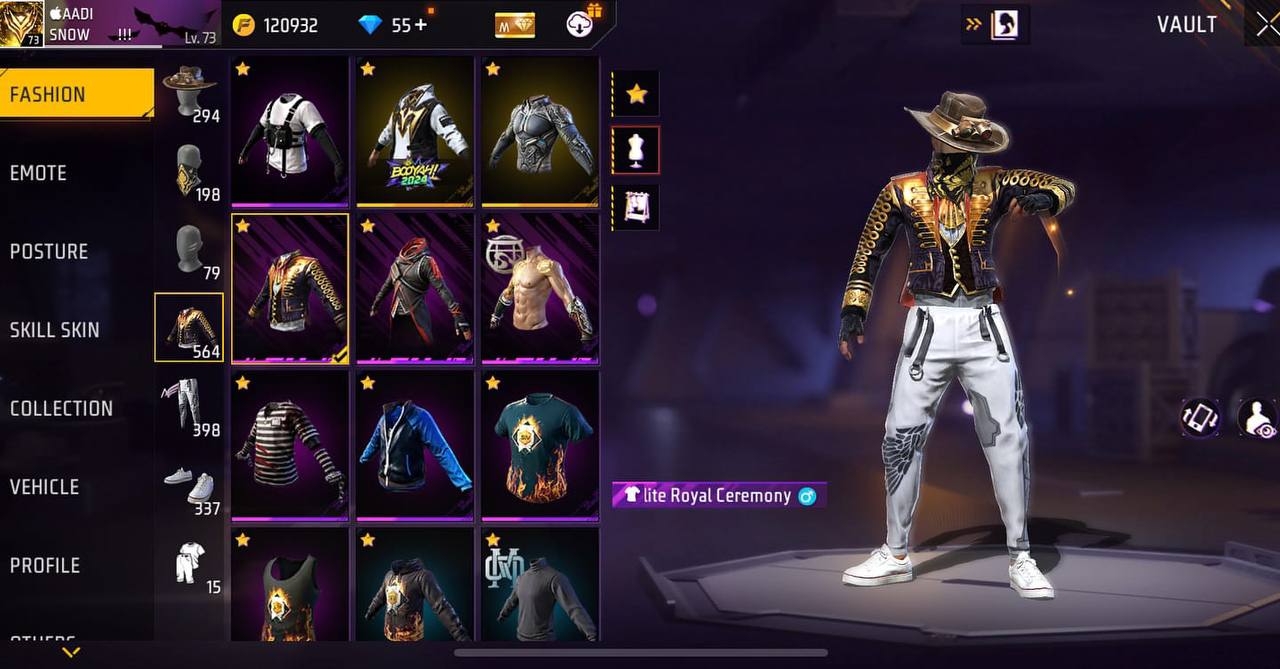 AADI
SNOW !!!
73
Lv. 73
120932
55+
M
VAULT
FASHION
EMOTE
POSTURE
SKILL SKIN
COLLECTION
VEHICLE
PROFILE
OTHERS
294
198
79
564
398
337
15
BOOYAH!
2024
lite Royal Ceremony